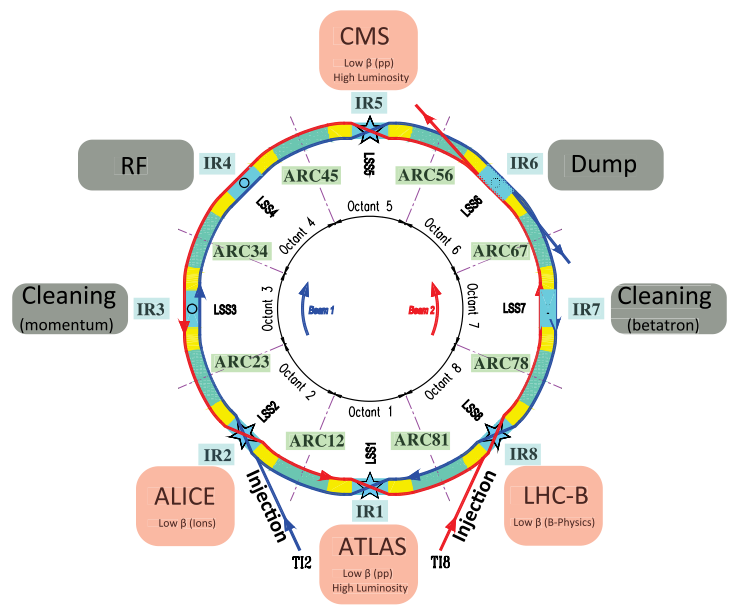 CMS
Low β (pp)
High Luminosity
IR5
RF
IR4
ARC45
LSS5
ARC56
IR6
Dump
LSS4
LSS6
Octant 4
Octant 5
Octant 6
ARC34
ARC67
Cleaning
(momentum)
IR3
LSS3
Octant 3
Beam 1
Beam 2
Octant 7
LSS7
IR7
Cleaning
(betatron)
ARC23
ARC78
Octant 2
Octant 1
Octant 8
LSS2
LSS8
ARC12
LSS1
ARC81
IR2
IR8
ALICE
Low β (Ions)
Injection
TI2
IR1
ATLAS
Low β (pp)
High Luminosity
Injection
TI8
LHC-B
Low β (B-Physics)